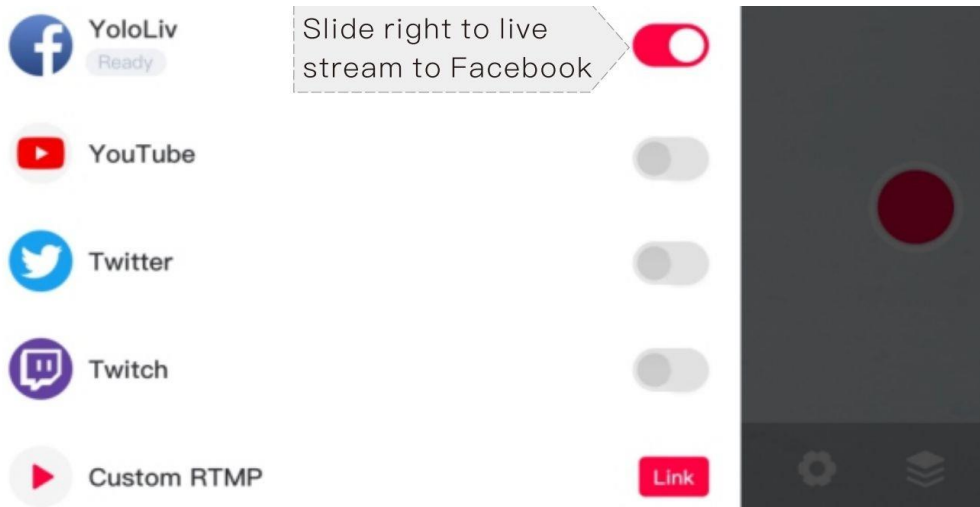 YoloLiv
Ready
Slide right to live
stream to Facebook
YouTube
Twitter
Twitch
Custom RTMP
Link